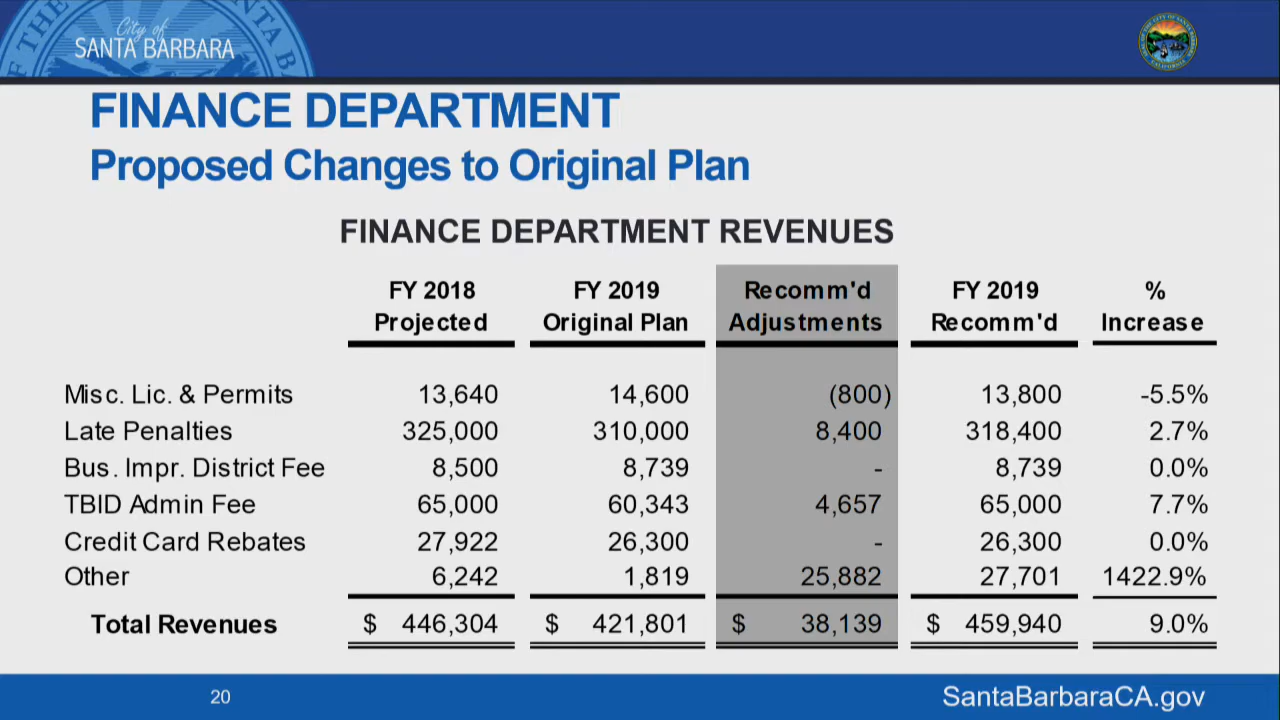 City of
SANTA BARBARA
FINANCE DEPARTMENT
Proposed Changes to Original Plan
FINANCE DEPARTMENT REVENUES
FY 2018 FY 2019 Recomm'd FY 2019 %
Projected Original Plan Adjustments Recomm'd Increase
Misc. Lic. & Permits 13,640 14,600 (800) 13,800 -5.5%
Late Penalties 325,000 310,000 8,400 318,400 2.7%
Bus. Impr. District Fee 8,500 8,739 - 8,739 0.0%
TBID Admin Fee 65,000 60,343 4,657 65,000 7.7%
Credit Card Rebates 27,922 26,300 - 26,300 0.0%
Other 6,242 1,819 25,882 27,701 1422.9%
Total Revenues $ 446,304 $ 421,801 $ 38,139 $ 459,940 9.0%
20
SantaBarbaraCA.gov